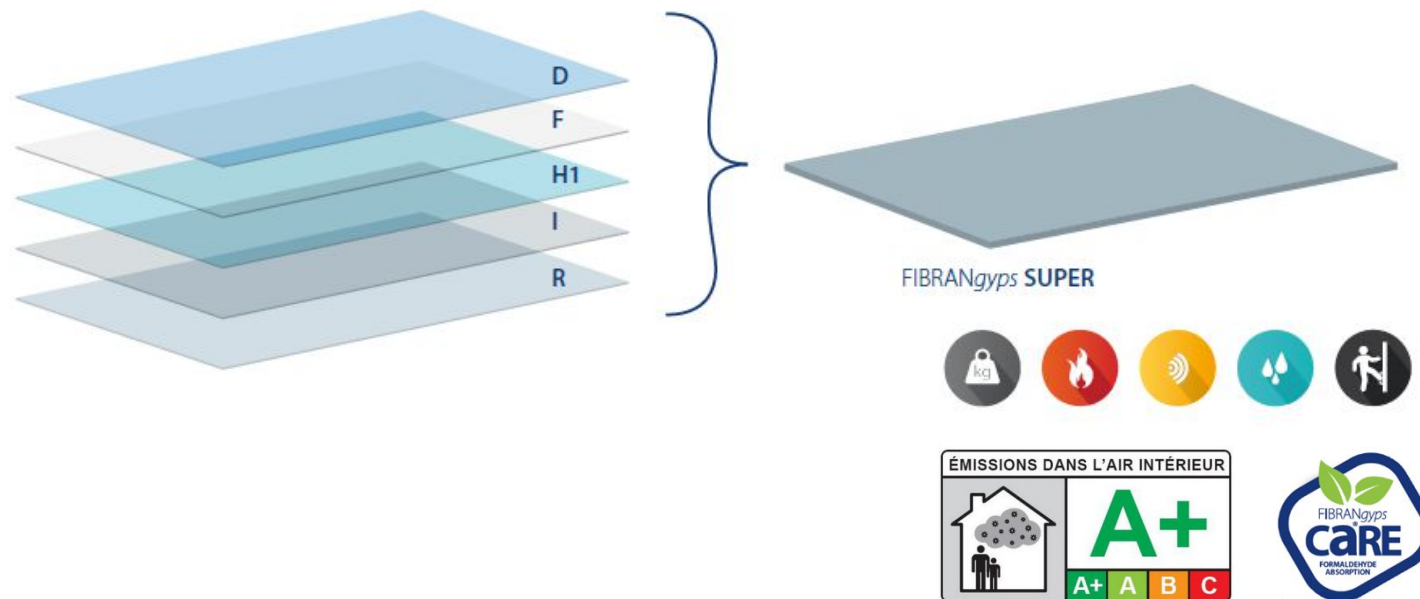 D
F
H1
I
R
FIBRANgyps SUPER
kg
ÉMISSIONS DANS L'AIR INTÉRIEUR
A+
A+ A B C
FIBRANgyps
CaRE
FORMALDEHYDE
ABSORPTION